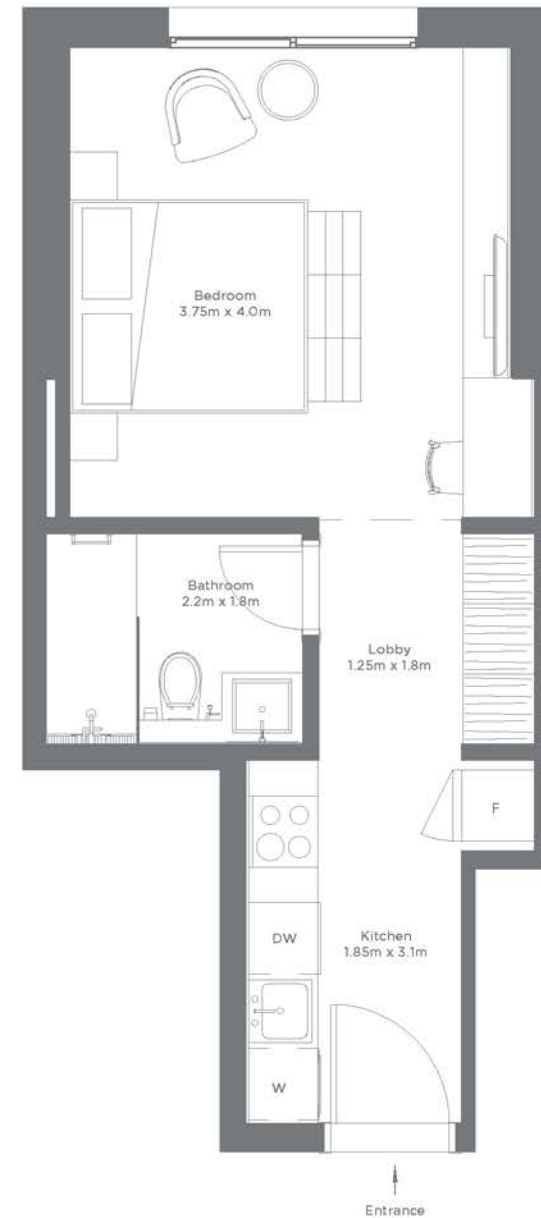 Bedroom
3.75m x 4.0m
Bathroom
2.2m x 1.8m
Lobby
1.25m x 1.8m
F
DW
Kitchen
1.85m x 3.1m
W
Entrance